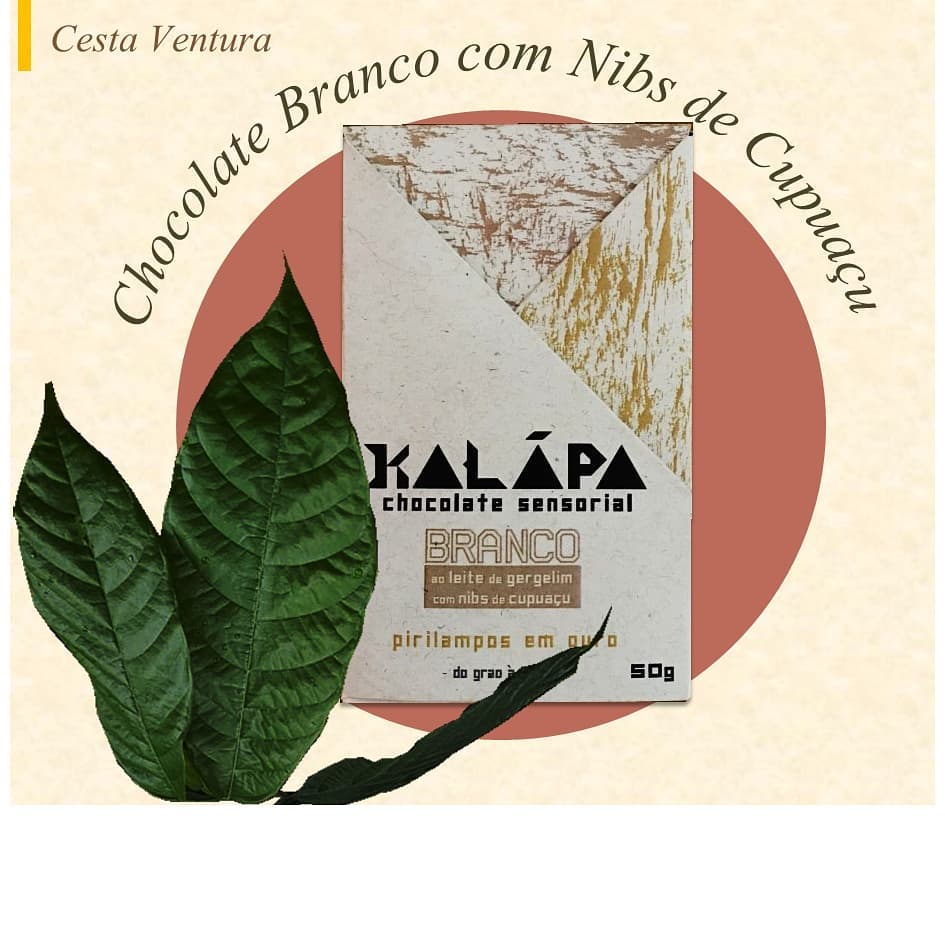 Cesta Ventura
Chocolate Branco com Nibs de Cupuaçu
KALÁPA
chocolate sensorial
BRANCO
ao leite de gergelim
com nibs de cupuaçu
pirilampos em ouro
- do grao à
50g